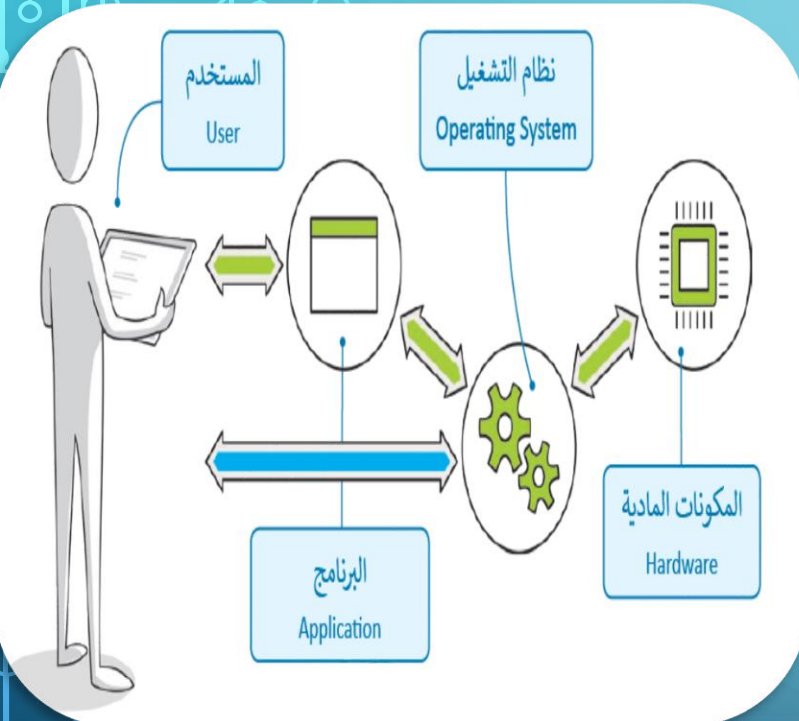 المستخدم
User
نظام التشغيل
Operating System
البرنامج
Application
المكونات المادية
Hardware